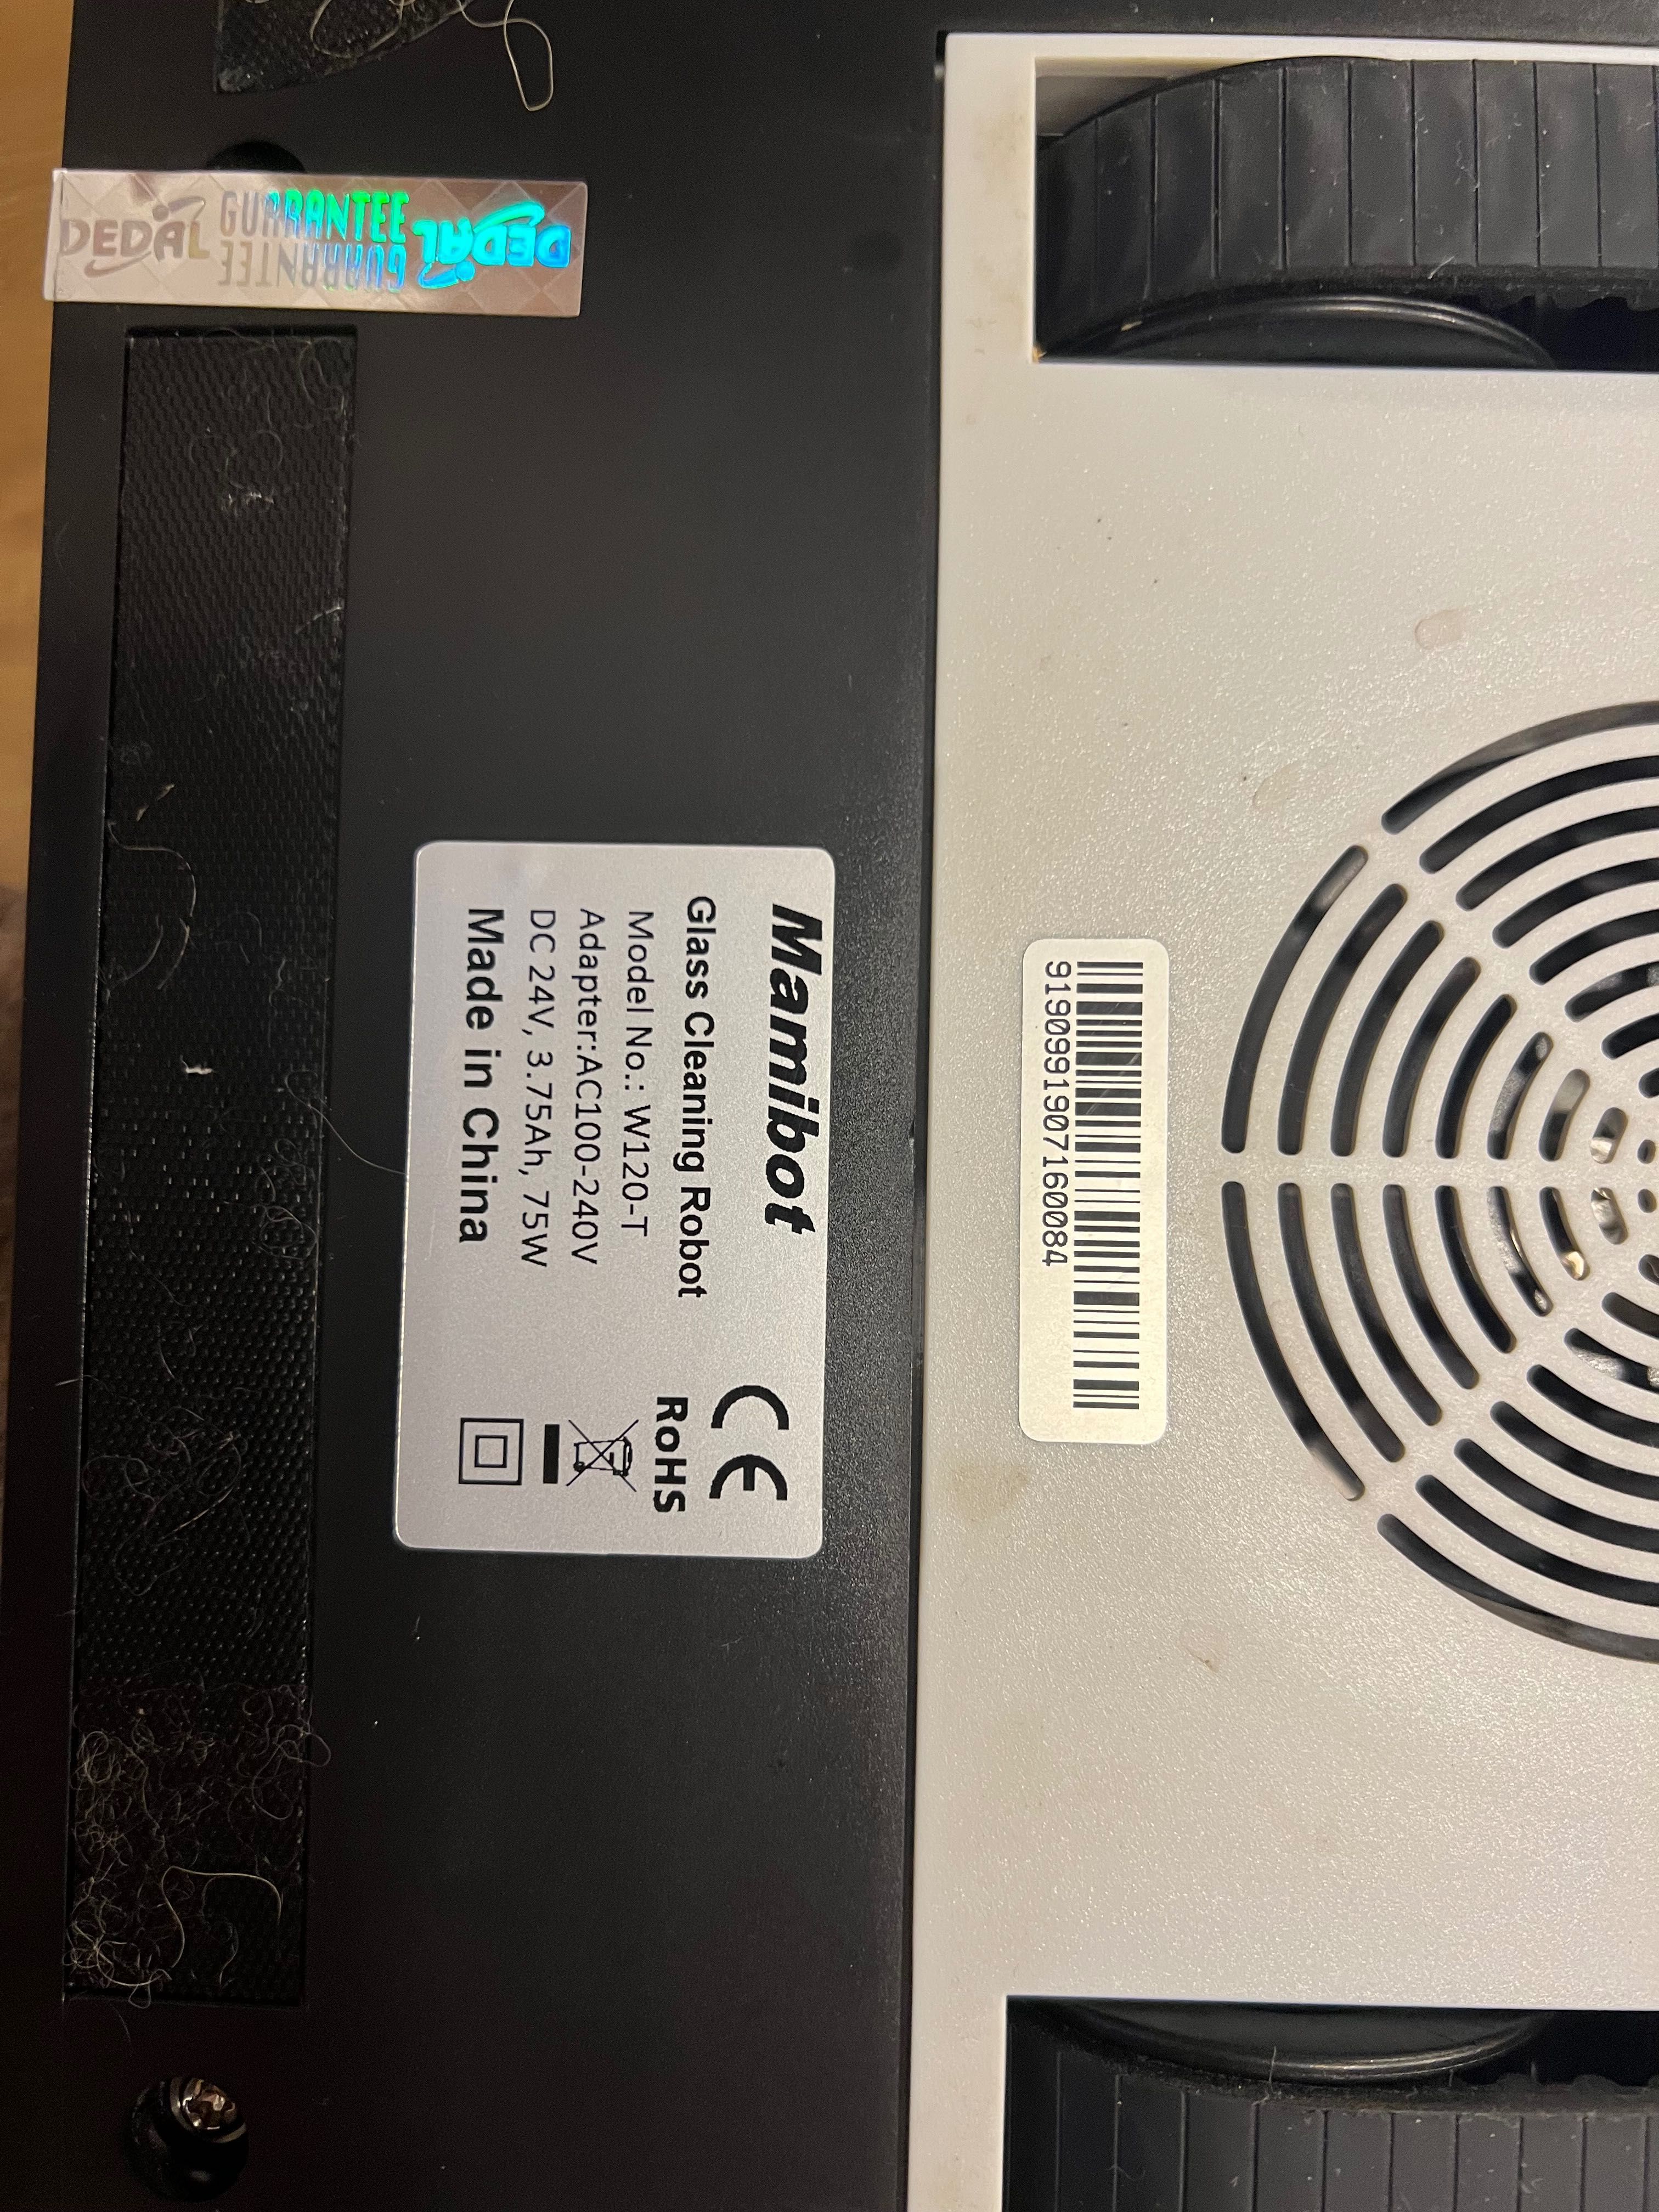 DEDAL GUARANTEE DEDAL
GUARANTEE
Mamibot
Glass Cleaning Robot
Model No.: W120-T
Adapter:AC100-240V
DC 24V, 3.75Ah, 75W
Made in China
CE
RoHS
9190991907160084